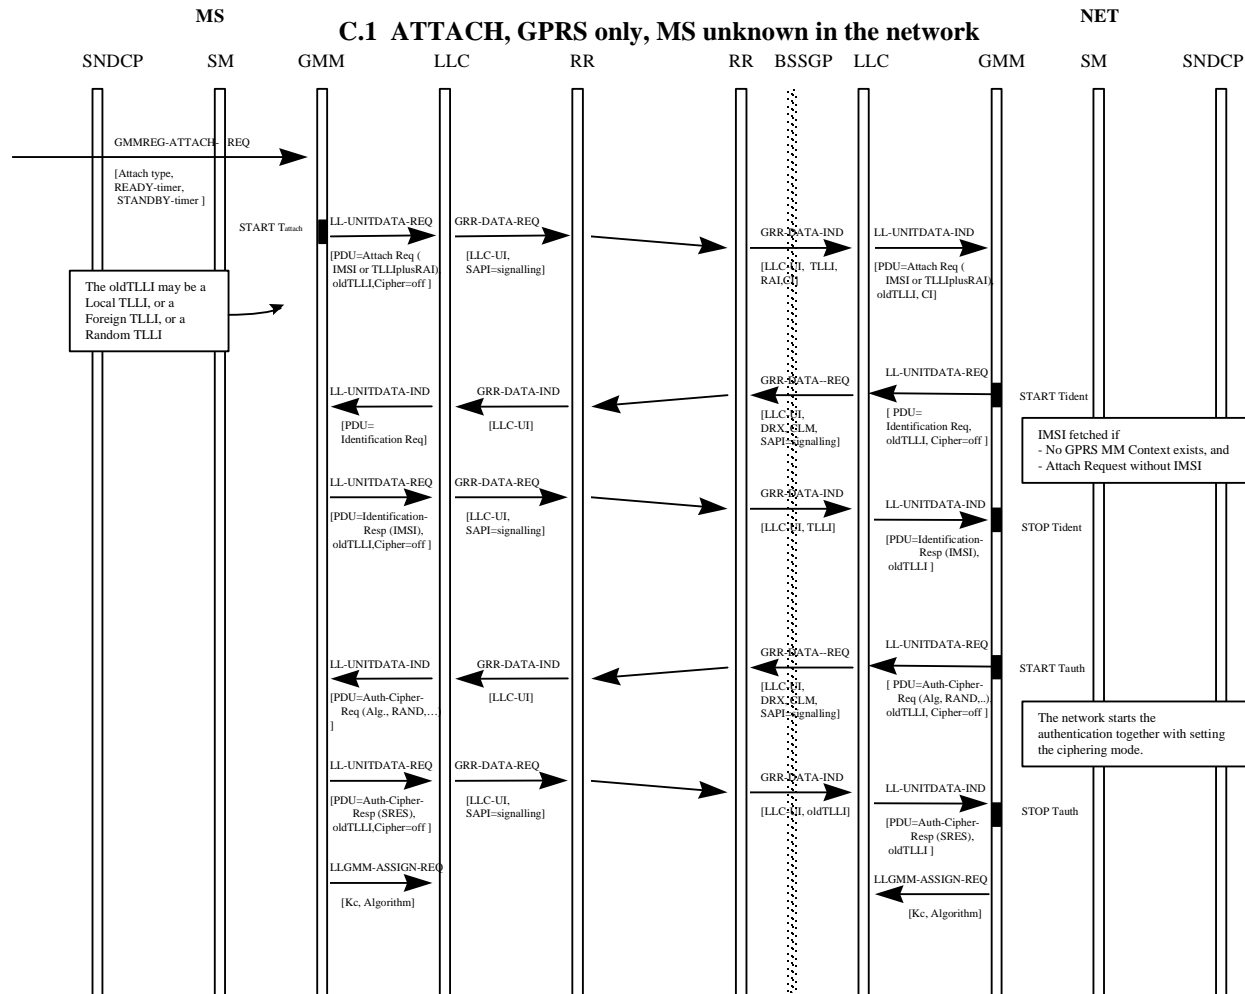 MS
NET
C.1 ATTACH, GPRS only, MS unknown in the network
SNDCP SM GMM LLC RR RR BSSGP LLC GMM SM SNDCP
GMMREG-ATTACH- REQ
[Attach type,
READY-timer,
STANDBY-timer ]
START Tattach
LL-UNITDATA-REQ
[PDU=Attach Req (
IMSI or TLLIplusRAI),
oldTLLI,Cipher=off ]
GRR-DATA-REQ
[LLC-UI,
SAPI=signalling]
GRR-DATA-IND
[LLC-UI, TLLI,
RAI,CI]
LL-UNITDATA-IND
[PDU=Attach Req (
IMSI or TLLIplusRAI),
oldTLLI, CI]
The oldTLLI may be a
Local TLLI, or a
Foreign TLLI, or a
Random TLLI
LL-UNITDATA-IND
[PDU=
Identification Req]
GRR-DATA-IND
[LLC-UI]
GRR-DATA--REQ
[LLC-UI,
DRX, CLM,
SAPI=signalling]
LL-UNITDATA-REQ
[ PDU=
Identification Req,
oldTLLI, Cipher=off ]
START Tident
IMSI fetched if
- No GPRS MM Context exists, and
- Attach Request without IMSI
LL-UNITDATA-REQ
[PDU=Identification-
Resp (IMSI),
oldTLLI,Cipher=off ]
GRR-DATA-REQ
[LLC-UI,
SAPI=signalling]
GRR-DATA-IND
[LLC-UI, TLLI]
LL-UNITDATA-IND
[PDU=Identification-
Resp (IMSI),
oldTLLI ]
STOP Tident
LL-UNITDATA-IND
[PDU=Auth-Cipher-
Req (Alg., RAND,...)
]
GRR-DATA-IND
[LLC-UI]
GRR-DATA--REQ
[LLC-UI,
DRX, CLM,
SAPI=signalling]
LL-UNITDATA-REQ
[ PDU=Auth-Cipher-
Req (Alg, RAND,..),
oldTLLI, Cipher=off ]
START Tauth
The network starts the
authentication together with setting
the ciphering mode.
LL-UNITDATA-REQ
[PDU=Auth-Cipher-
Resp (SRES),
oldTLLI,Cipher=off ]
GRR-DATA-REQ
[LLC-UI,
SAPI=signalling]
GRR-DATA-IND
[LLC-UI, oldTLLI]
LL-UNITDATA-IND
[PDU=Auth-Cipher-
Resp (SRES),
oldTLLI ]
STOP Tauth
LLGMM-ASSIGN-REQ
[Kc, Algorithm]
LLGMM-ASSIGN-REQ
[Kc, Algorithm]